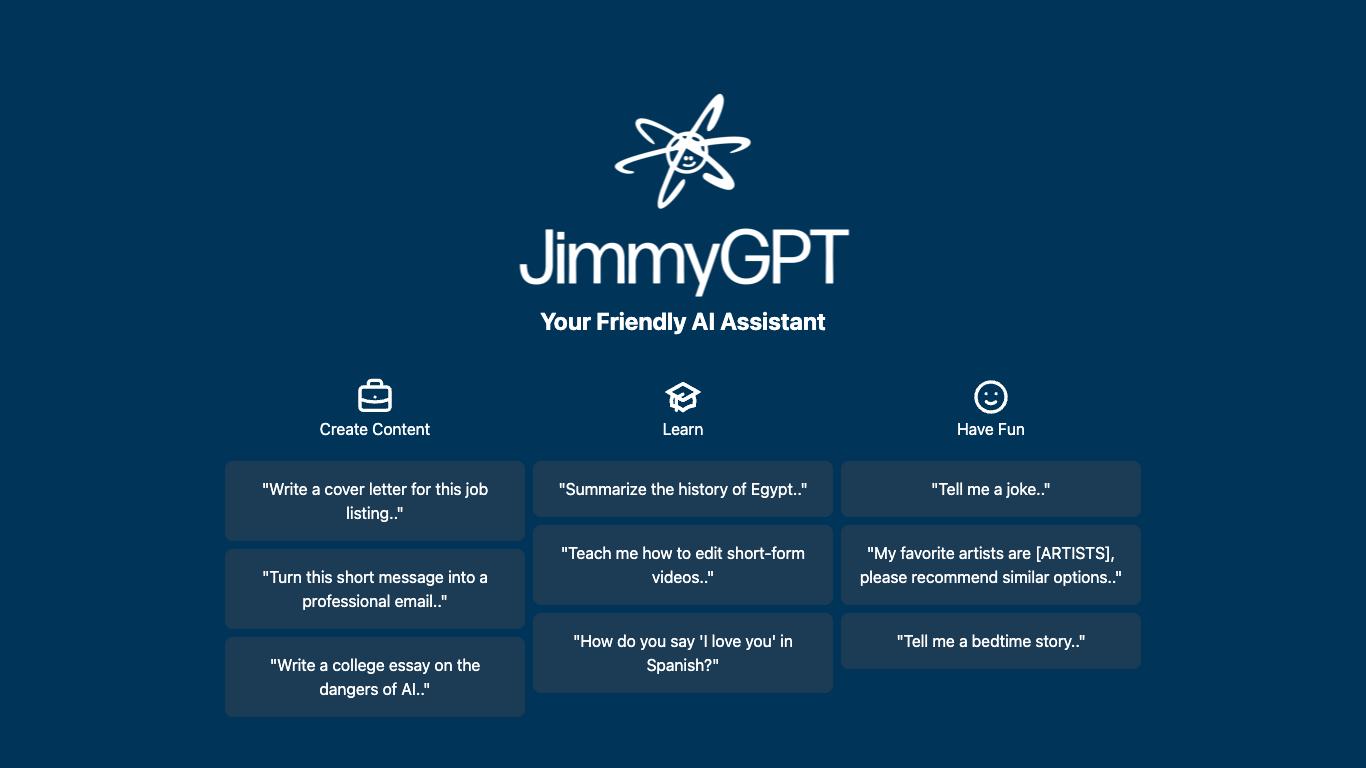 JimmyGPT
Your Friendly AI Assistant
Create Content
"Write a cover letter for this job
listing.."
"Turn this short message into a
professional email.."
"Write a college essay on the
dangers of AI.."
Learn
"Summarize the history of Egypt.."
"Teach me how to edit short-form
videos.."
"How do you say 'I love you' in
Spanish?"
Have Fun
"Tell me a joke.."
"My favorite artists are [ARTISTS],
please recommend similar options.."
"Tell me a bedtime story.."